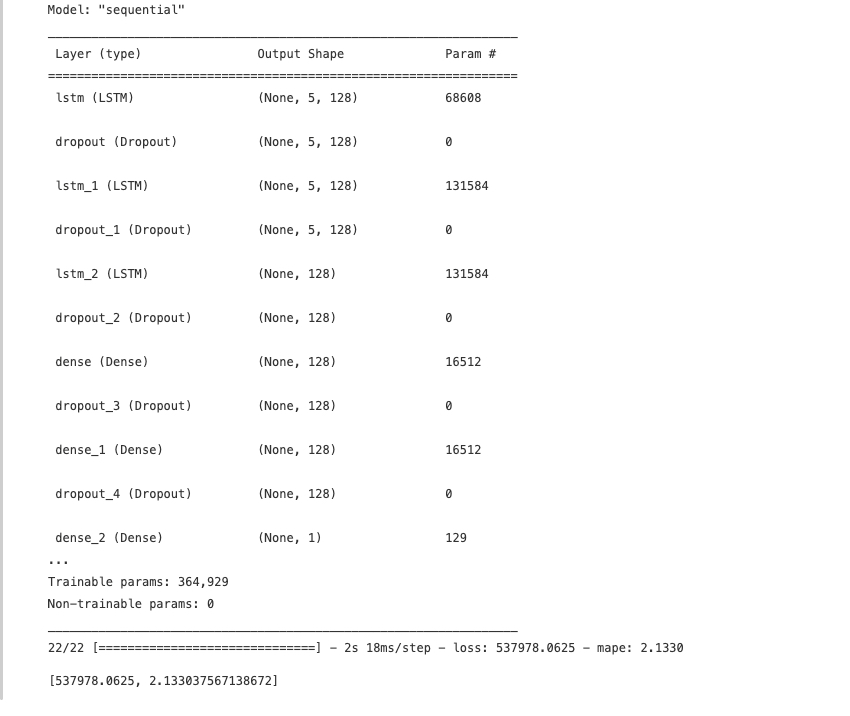 Model: "sequential"
_________________________________________________________________
Layer (type) Output Shape Param #
=================================================================
lstm (LSTM) (None, 5, 128) 68608
dropout (Dropout) (None, 5, 128) 0
lstm_1 (LSTM) (None, 5, 128) 131584
dropout_1 (Dropout) (None, 5, 128) 0
lstm_2 (LSTM) (None, 128) 131584
dropout_2 (Dropout) (None, 128) 0
dense (Dense) (None, 128) 16512
dropout_3 (Dropout) (None, 128) 0
dense_1 (Dense) (None, 128) 16512
dropout_4 (Dropout) (None, 128) 0
dense_2 (Dense) (None, 1) 129
...
Trainable params: 364,929
Non-trainable params: 0
_________________________________________________________________
22/22 [==============================] - 2s 18ms/step - loss: 537978.0625 - mape: 2.1330
[537978.0625, 2.133037567138672]